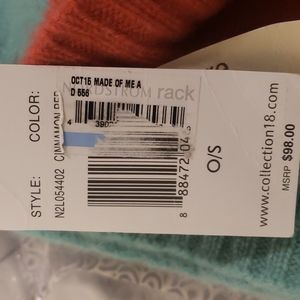 OCT15 MADE OF ME A
D 556
NORDSTROM rack
COLOR:
CINNAMON RED
STYLE:
N2L054402
O/S
www.collection18.com
MSRP $98.00